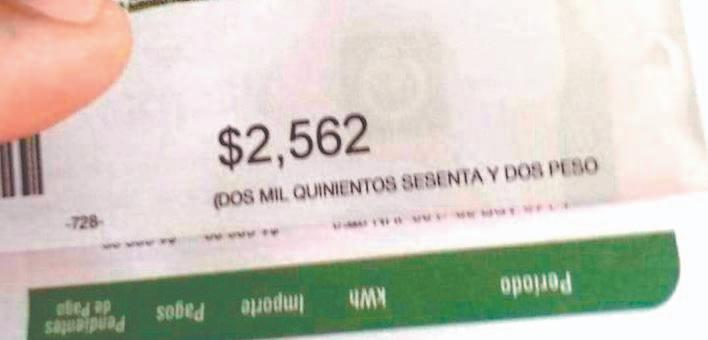 $2,562
(DOS MIL QUINIENTOS SESENTA Y DOS PESO
-728-
Periodo kWh Importe Pagos Pendientes
de Pago